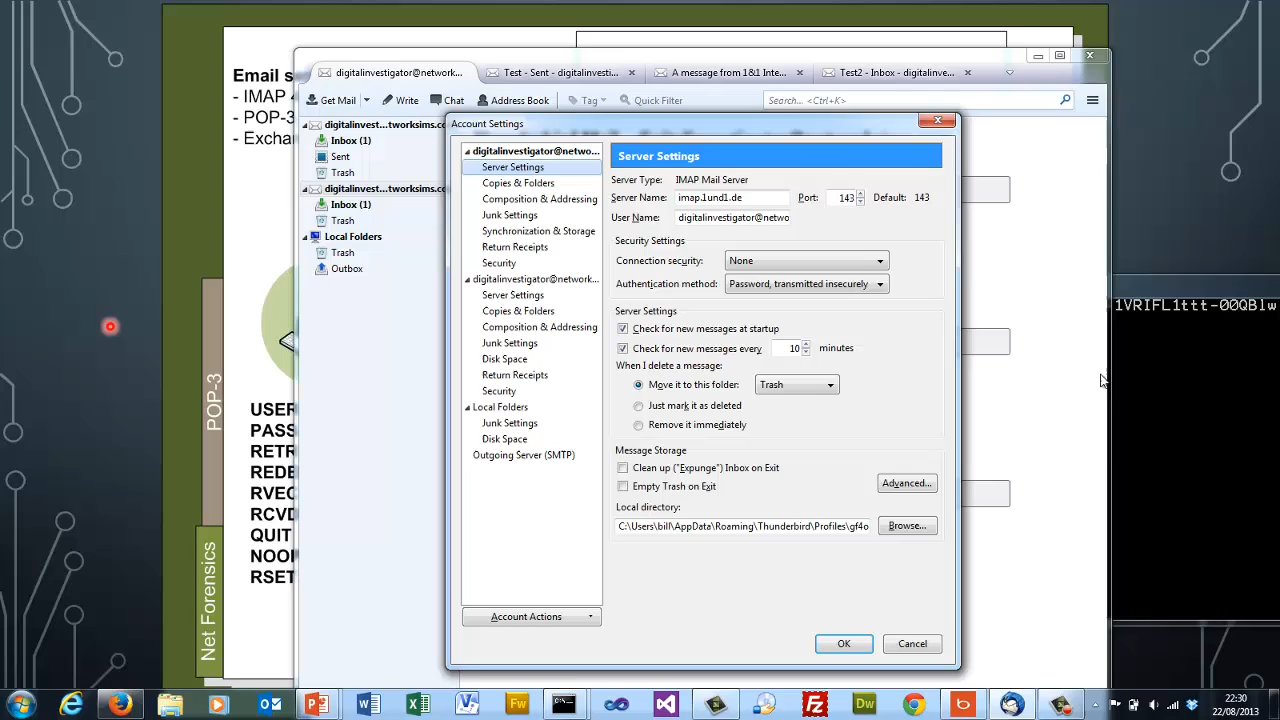 Email s
- IMAP 4
- POP-3
- Excha
POP-3
Net Forensics
USER
PASS
RETR
REDE
RVEC
RCVD
QUIT
NOOP
RSET
digitalinvestigator@network...
Test - Sent - digitalinvesti...
A message from 1&1 Inte...
Test2 - Inbox - digitalinve...
Get Mail
Write
Chat
Address Book
Tag
Quick Filter
Search... <Ctrl+K>
digitalinvest...tworksims.cc
Inbox (1)
Sent
Trash
digitalinvest...tworksims.cc
Inbox (1)
Trash
Local Folders
Trash
Outbox
Account Settings
digitalinvestigator@netwo...
Server Settings
Copies & Folders
Composition & Addressing
Junk Settings
Synchronization & Storage
Return Receipts
Security
digitalinvestigator@network...
Server Settings
Copies & Folders
Composition & Addressing
Junk Settings
Disk Space
Return Receipts
Security
Local Folders
Junk Settings
Disk Space
Outgoing Server (SMTP)
Account Actions
Server Settings
Server Type: IMAP Mail Server
Server Name: imap.1und1.de Port: 143 Default: 143
User Name: digitalinvestigator@netwo
Security Settings
Connection security: None
Authentication method: Password, transmitted insecurely
Server Settings
Check for new messages at startup
Check for new messages every 10 minutes
When I delete a message:
Move it to this folder: Trash
Just mark it as deleted
Remove it immediately
Message Storage
Clean up ("Expunge") Inbox on Exit
Empty Trash on Exit
Advanced...
Local directory:
C:\Users\bill\AppData\Roaming\Thunderbird\Profiles\gf4o
Browse...
OK
Cancel
1VRIFL1ttt-00QBlw
22:30
22/08/2013